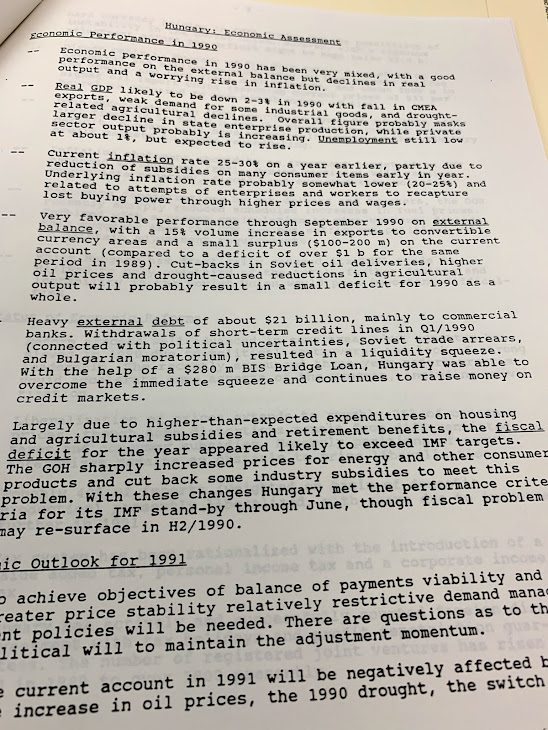 Hungary: Economic Assessment
Economic Performance in 1990
-- Economic performance in 1990 has been very mixed, with a good
performance on the external balance but declines in real
output and a worrying rise in inflation.
-- Real GDP likely to be down 2-3% in 1990 with fall in CMEA
exports, weak demand for some industrial goods, and drought-
related agricultural declines. Overall figure probably masks
larger decline in state enterprise production, while private
sector output probably is increasing. Unemployment still low
at about 1%, but expected to rise.
-- Current inflation rate 25-30% on a year earlier, partly due to
reduction of subsidies on many consumer items early in year.
Underlying inflation rate probably somewhat lower (20-25%) and
related to attempts of enterprises and workers to recapture
lost buying power through higher prices and wages.
-- Very favorable performance through September 1990 on external
balance, with a 15% volume increase in exports to convertible
currency areas and a small surplus ($100-200 m) on the current
account (compared to a deficit of over $1 b for the same
period in 1989). Cut-backs in Soviet oil deliveries, higher
oil prices and drought-caused reductions in agricultural
output will probably result in a small deficit for 1990 as a
whole.
Heavy external debt of about $21 billion, mainly to commercial
banks. Withdrawals of short-term credit lines in Q1/1990
(connected with political uncertainties, Soviet trade arrears,
and Bulgarian moratorium), resulted in a liquidity squeeze.
With the help of a $280 m BIS Bridge Loan, Hungary was able to
overcome the immediate squeeze and continues to raise money on
credit markets.
Largely due to higher-than-expected expenditures on housing
and agricultural subsidies and retirement benefits, the fiscal
deficit for the year appeared likely to exceed IMF targets.
The GOH sharply increased prices for energy and other consumer
products and cut back some industry subsidies to meet this
problem. With these changes Hungary met the performance crite
ria for its IMF stand-by through June, though fiscal problem
may re-surface in H2/1990.
ic Outlook for 1991
o achieve objectives of balance of payments viability and
reater price stability relatively restrictive demand mana
nt policies will be needed. There are questions as to th
litical will to maintain the adjustment momentum.
e current account in 1991 will be negatively affected b
increase in oil prices, the 1990 drought, the switch